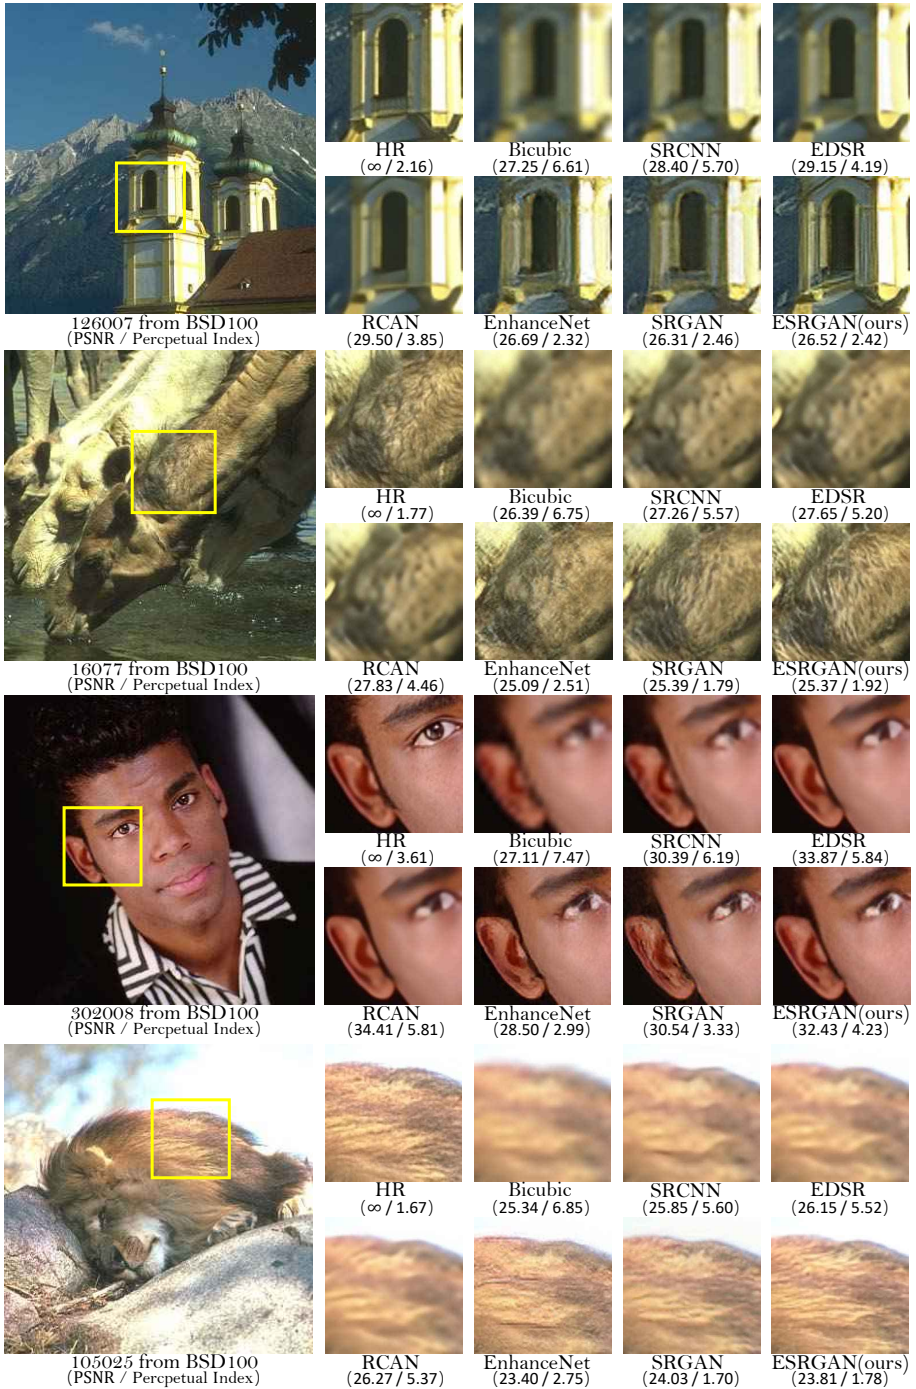 HR Bicubic SRCNN EDSR
(∞ / 2.16) (27.25 / 6.61) (28.40 / 5.70) (29.15 / 4.19)
126007 from BSD100 RCAN EnhanceNet SRGAN ESRGAN(ours)
(PSNR / Percpetual Index) (29.50 / 3.85) (26.69 / 2.32) (26.31 / 2.46) (26.52 / 2.42)
HR Bicubic SRCNN EDSR
(∞ / 1.77) (26.39 / 6.75) (27.26 / 5.57) (27.65 / 5.20)
16077 from BSD100 RCAN EnhanceNet SRGAN ESRGAN(ours)
(PSNR / Percpetual Index) (27.83 / 4.46) (25.09 / 2.51) (25.39 / 1.79) (25.37 / 1.92)
HR Bicubic SRCNN EDSR
(∞ / 3.61) (27.11 / 7.47) (30.39 / 6.19) (33.87 / 5.84)
302008 from BSD100 RCAN EnhanceNet SRGAN ESRGAN(ours)
(PSNR / Percpetual Index) (34.41 / 5.81) (28.50 / 2.99) (30.54 / 3.33) (32.43 / 4.23)
HR Bicubic SRCNN EDSR
(∞ / 1.67) (25.34 / 6.85) (25.85 / 5.60) (26.15 / 5.52)
105025 from BSD100 RCAN EnhanceNet SRGAN ESRGAN(ours)
(PSNR / Percpetual Index) (26.27 / 5.37) (23.40 / 2.75) (24.03 / 1.70) (23.81 / 1.78)